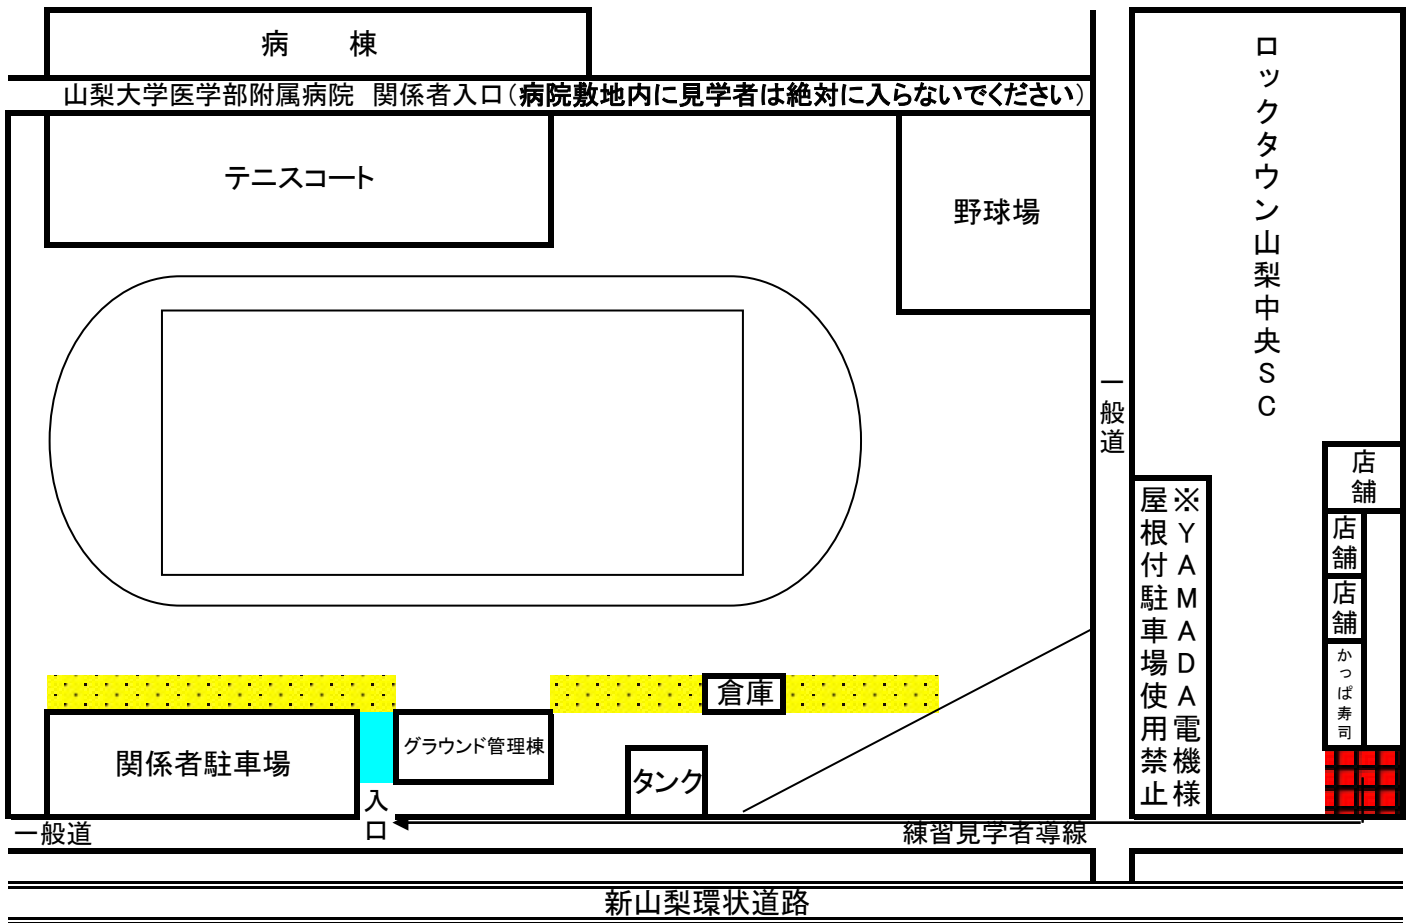 病　　棟
山梨大学医学部附属病院　関係者入口（病院敷地内に見学者は絶対に入らないでください）
テニスコート
野球場
ロックタウン山梨中央SC
一般道
店舗
店舗
店舗
かっぱ寿司
※YAMADA電機様
屋根付駐車場使用禁止
倉庫
グラウンド管理棟
関係者駐車場
タンク
入口
一般道
練習見学者導線
新山梨環状道路